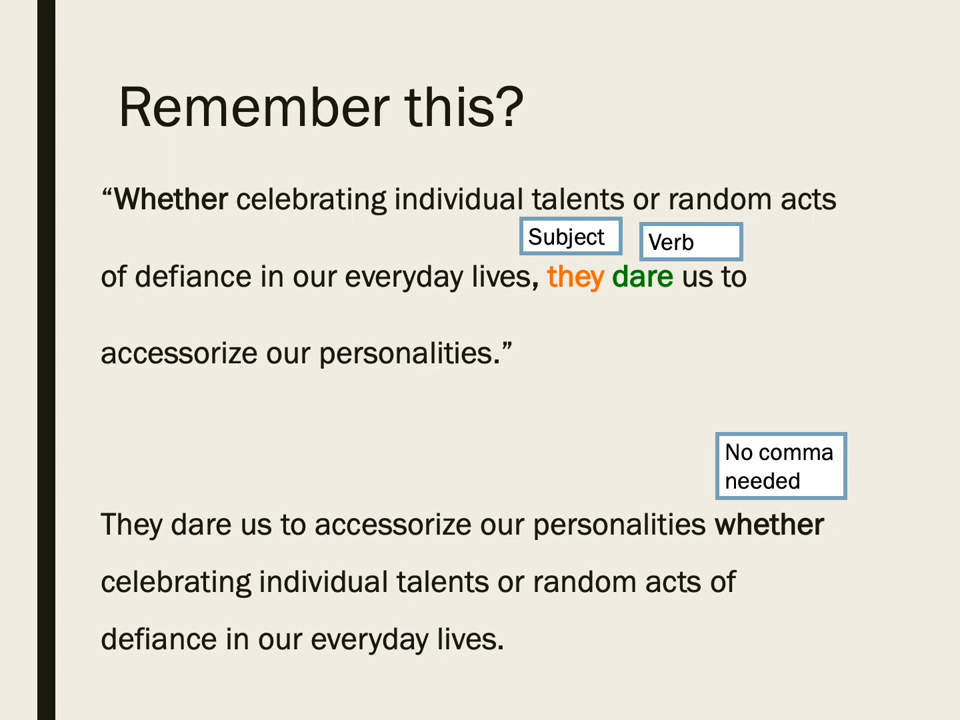 Remember this?
“Whether celebrating individual talents or random acts
Subject
Verb
of defiance in our everyday lives, they dare us to
accessorize our personalities.”
No comma
needed
They dare us to accessorize our personalities whether
celebrating individual talents or random acts of
defiance in our everyday lives.